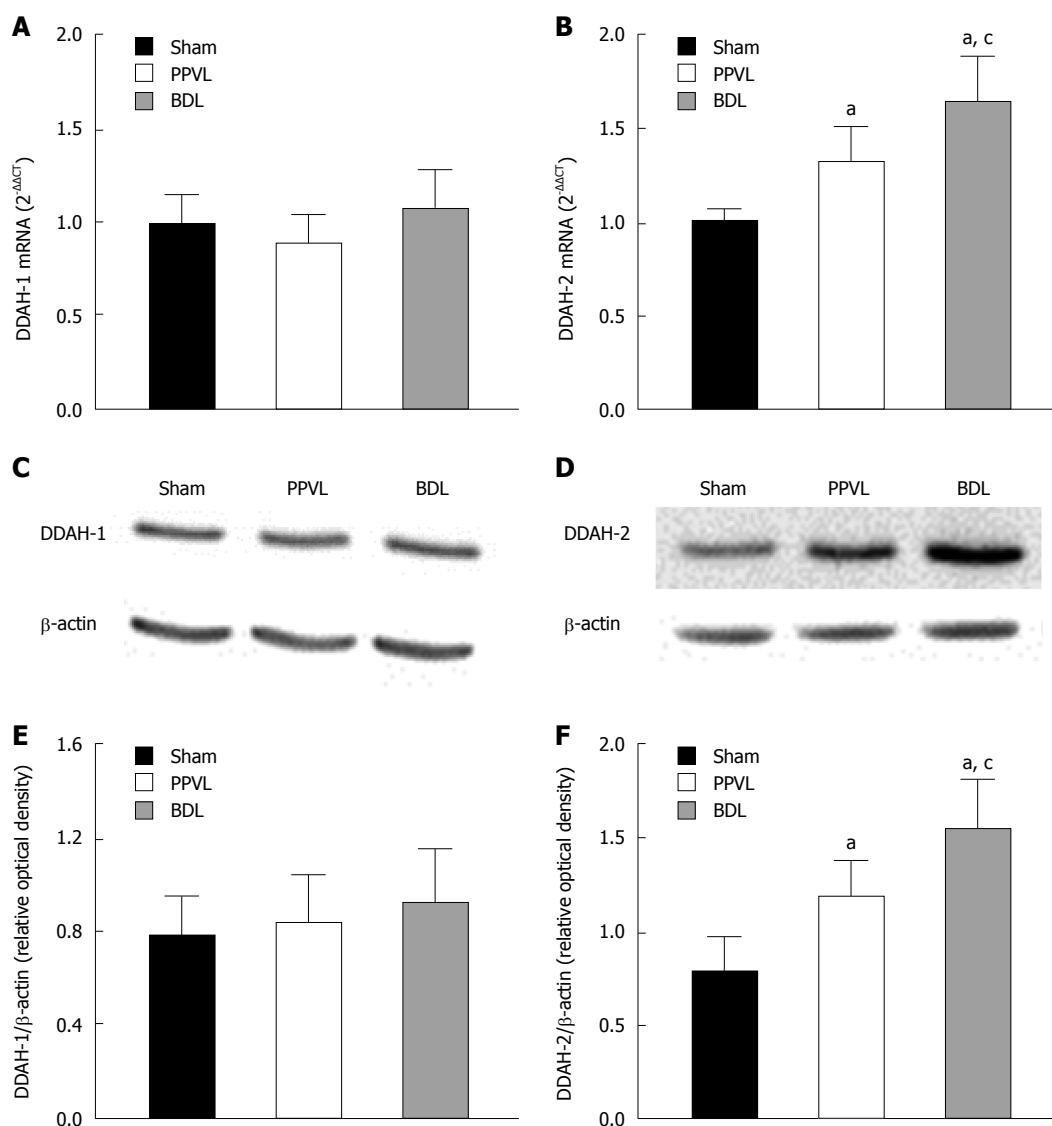 A
2.0
1.5
1.0
0.5
0.0
DDAH-1 mRNA (2^-ΔΔCT)
Sham
PPVL
BDL
B
2.0
1.5
1.0
0.5
0.0
DDAH-2 mRNA (2^-ΔΔCT)
Sham
PPVL
BDL
a
a, c
C
Sham PPVL BDL
DDAH-1
β-actin
D
Sham PPVL BDL
DDAH-2
β-actin
E
1.6
1.2
0.8
0.4
0.0
DDAH-1/β-actin (relative optical density)
Sham
PPVL
BDL
F
2.0
1.5
1.0
0.5
0.0
DDAH-2/β-actin (relative optical density)
Sham
PPVL
BDL
a
a, c